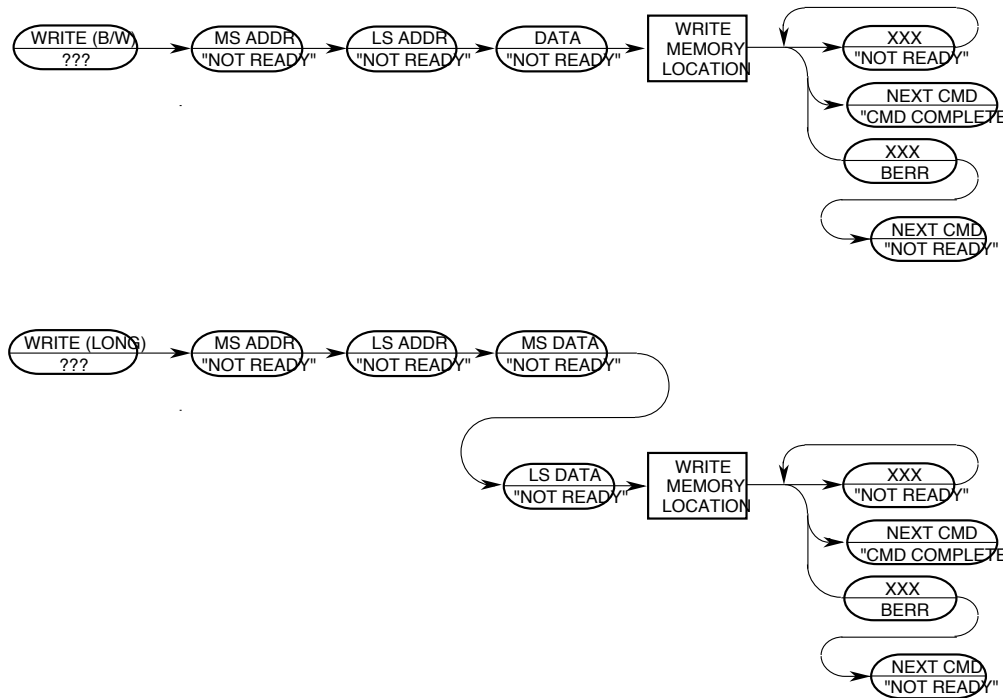 WRITE (B/W)
???
MS ADDR
"NOT READY"
LS ADDR
"NOT READY"
DATA
"NOT READY"
WRITE
MEMORY
LOCATION
XXX
"NOT READY"
NEXT CMD
"CMD COMPLETE
XXX
BERR
NEXT CMD
"NOT READY"
WRITE (LONG)
???
MS ADDR
"NOT READY"
LS ADDR
"NOT READY"
MS DATA
"NOT READY"
LS DATA
"NOT READY"
WRITE
MEMORY
LOCATION
XXX
"NOT READY"
NEXT CMD
"CMD COMPLETE
XXX
BERR
NEXT CMD
"NOT READY"